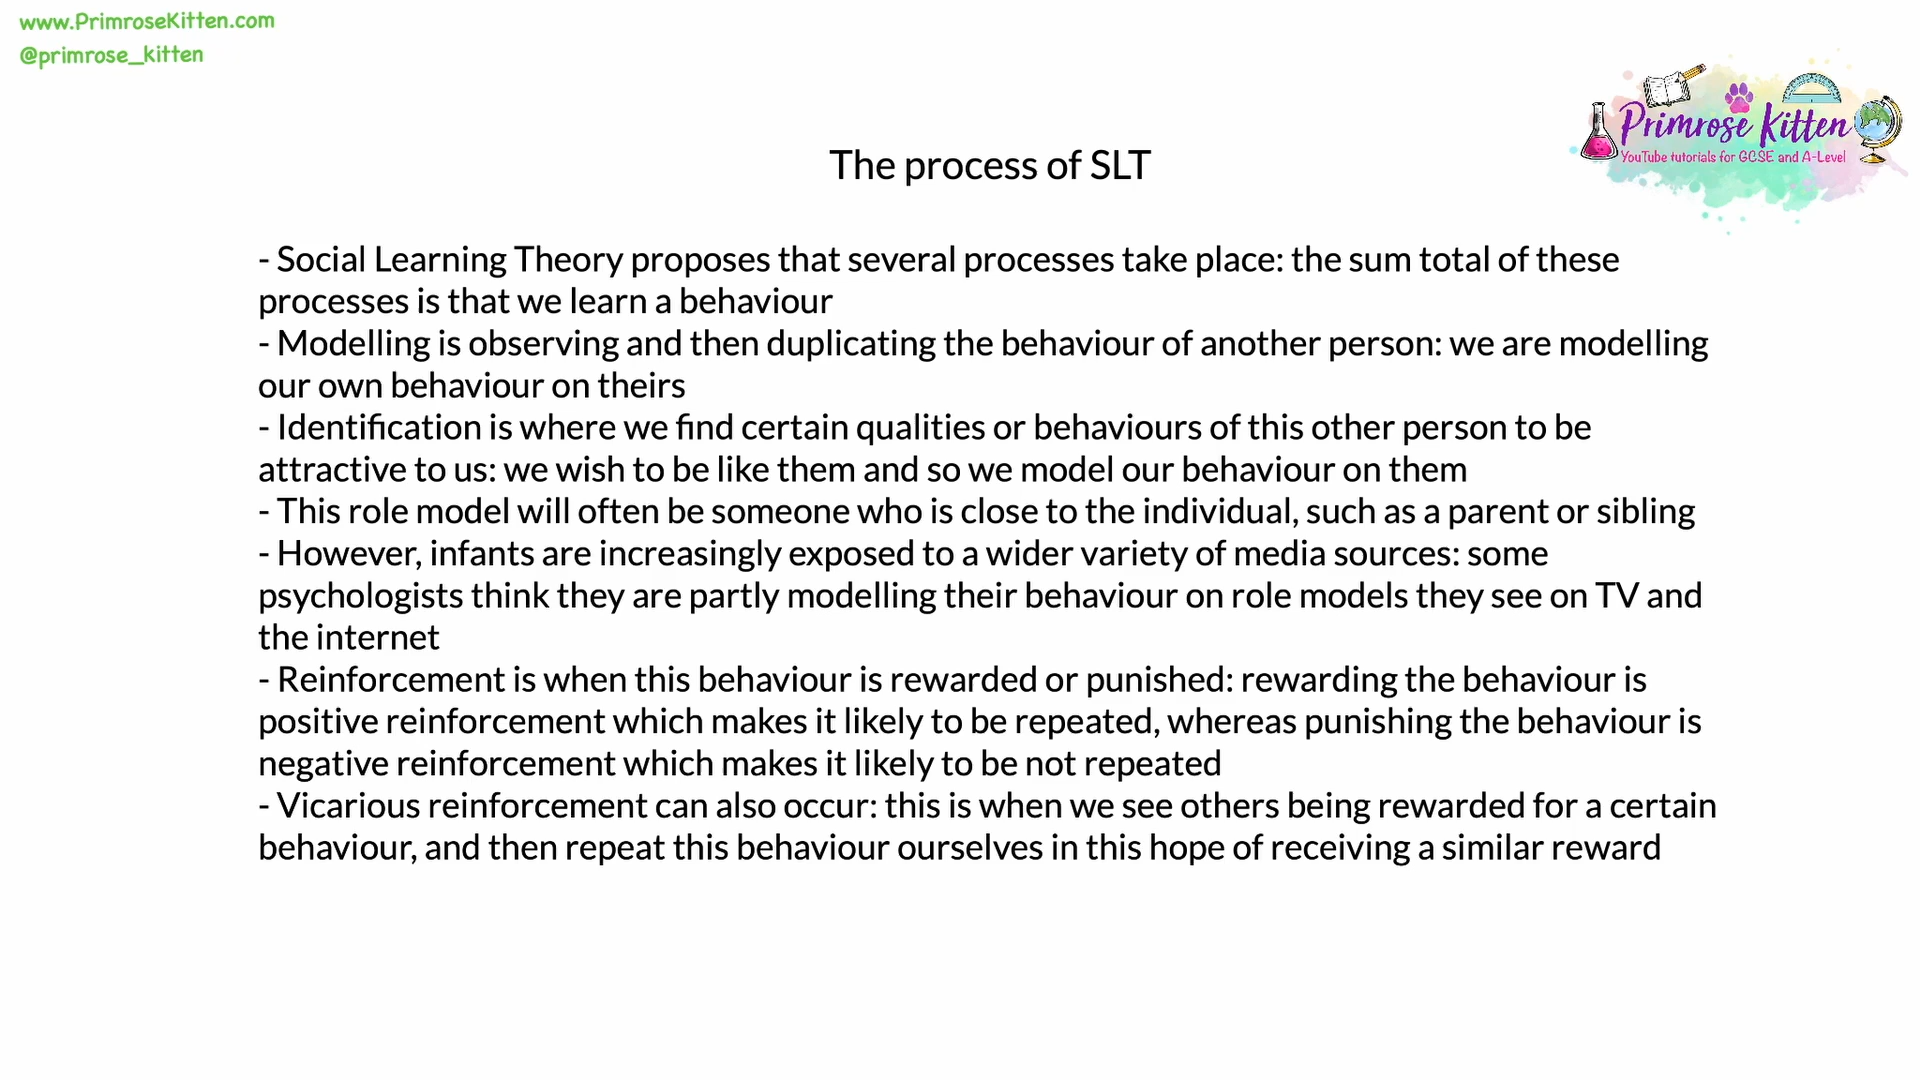 www.PrimroseKitten.com
@primrose_kitten
Primrose Kitten
YouTube tutorials for GCSE and A-Level
The process of SLT
- Social Learning Theory proposes that several processes take place: the sum total of these
processes is that we learn a behaviour
- Modelling is observing and then duplicating the behaviour of another person: we are modelling
our own behaviour on theirs
- Identification is where we find certain qualities or behaviours of this other person to be
attractive to us: we wish to be like them and so we model our behaviour on them
- This role model will often be someone who is close to the individual, such as a parent or sibling
- However, infants are increasingly exposed to a wider variety of media sources: some
psychologists think they are partly modelling their behaviour on role models they see on TV and
the internet
- Reinforcement is when this behaviour is rewarded or punished: rewarding the behaviour is
positive reinforcement which makes it likely to be repeated, whereas punishing the behaviour is
negative reinforcement which makes it likely to be not repeated
- Vicarious reinforcement can also occur: this is when we see others being rewarded for a certain
behaviour, and then repeat this behaviour ourselves in this hope of receiving a similar reward